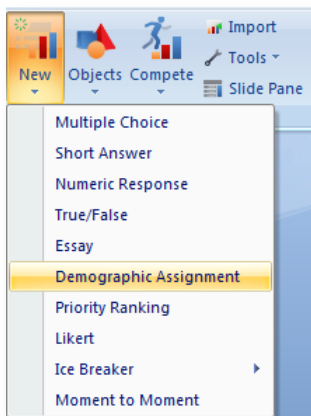 Import
Tools
New Objects Compete
Slide Pane
Multiple Choice
Short Answer
Numeric Response
True/False
Essay
Demographic Assignment
Priority Ranking
Likert
Ice Breaker
Moment to Moment